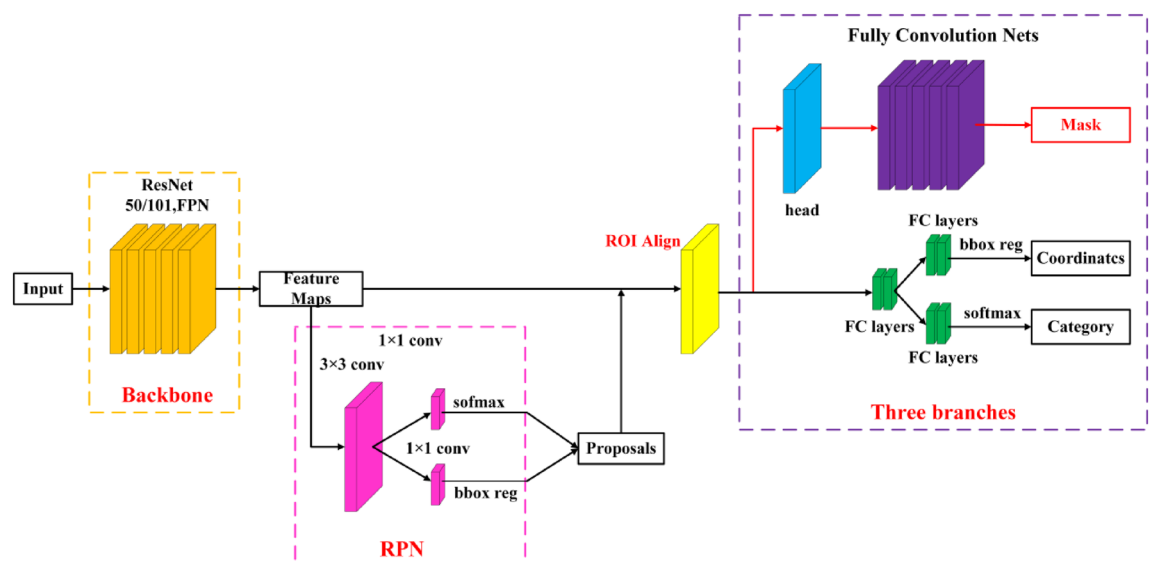 Fully Convolution Nets
Mask
head
ResNet
50/101,FPN
Backbone
Input
Feature
Maps
ROI Align
FC layers
bbox reg
Coordinatcs
FC layers
softmax
Category
FC layers
Three branches
1×1 conv
3×3 conv
sofmax
1×1 conv
bbox reg
Proposals
RPN